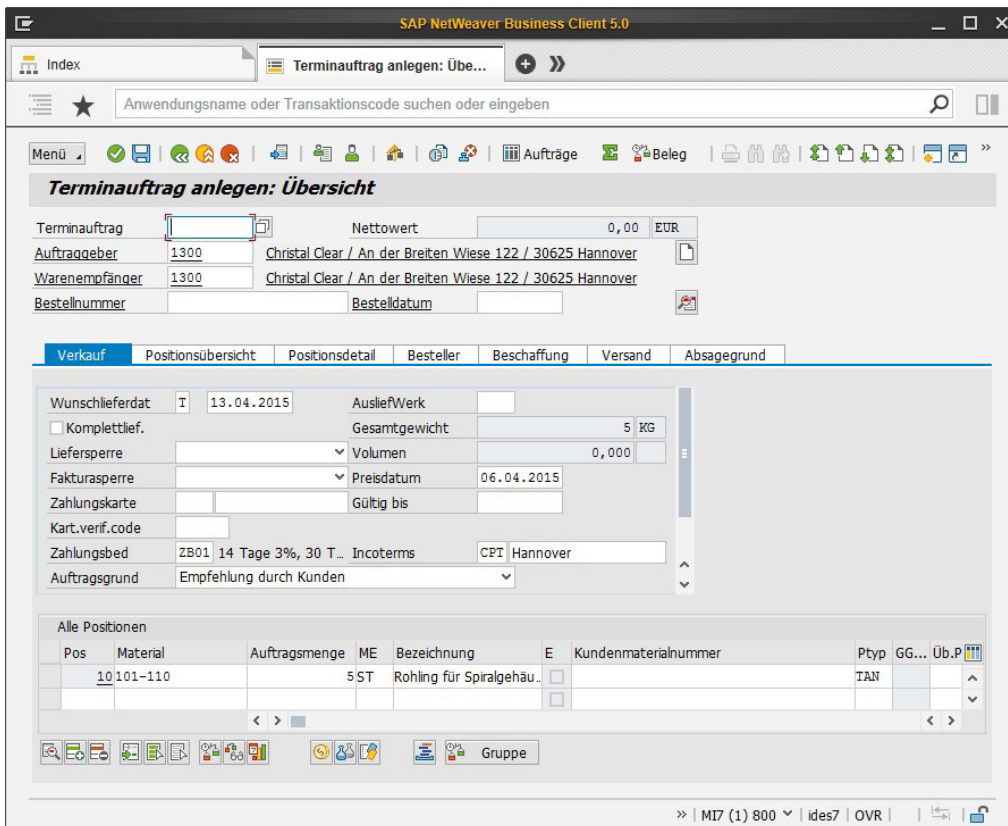 SAP NetWeaver Business Client 5.0
Index Terminauftrag anlegen: Übe...
Anwendungsname oder Transaktionscode suchen oder eingeben
Menü Aufträge Beleg
Terminauftrag anlegen: Übersicht
Terminauftrag Nettowert 0,00 EUR
Auftraggeber 1300 Christal Clear / An der Breiten Wiese 122 / 30625 Hannover
Warenempfänger 1300 Christal Clear / An der Breiten Wiese 122 / 30625 Hannover
Bestellnummer Bestelldatum
Verkauf Positionsübersicht Positionsdetail Besteller Beschaffung Versand Absagegrund
Wunschlieferdat T 13.04.2015 AusliefWerk
Komplettlief. Gesamtgewicht 5 KG
Liefersperre Volumen 0,000
Fakturasperre Preisdatum 06.04.2015
Zahlungskarte Gültig bis
Kart.verif.code
Zahlungsbed ZB01 14 Tage 3%, 30 T... Incoterms CPT Hannover
Auftragsgrund Empfehlung durch Kunden
Alle Positionen
Pos Material Auftragsmenge ME Bezeichnung E Kundenmaterialnummer Ptyp GG... Üb.P
10 101-110 5 ST Rohling für Spiralgehäu... TAN
Gruppe
» | MI7 (1) 800 | ides7 | OVR